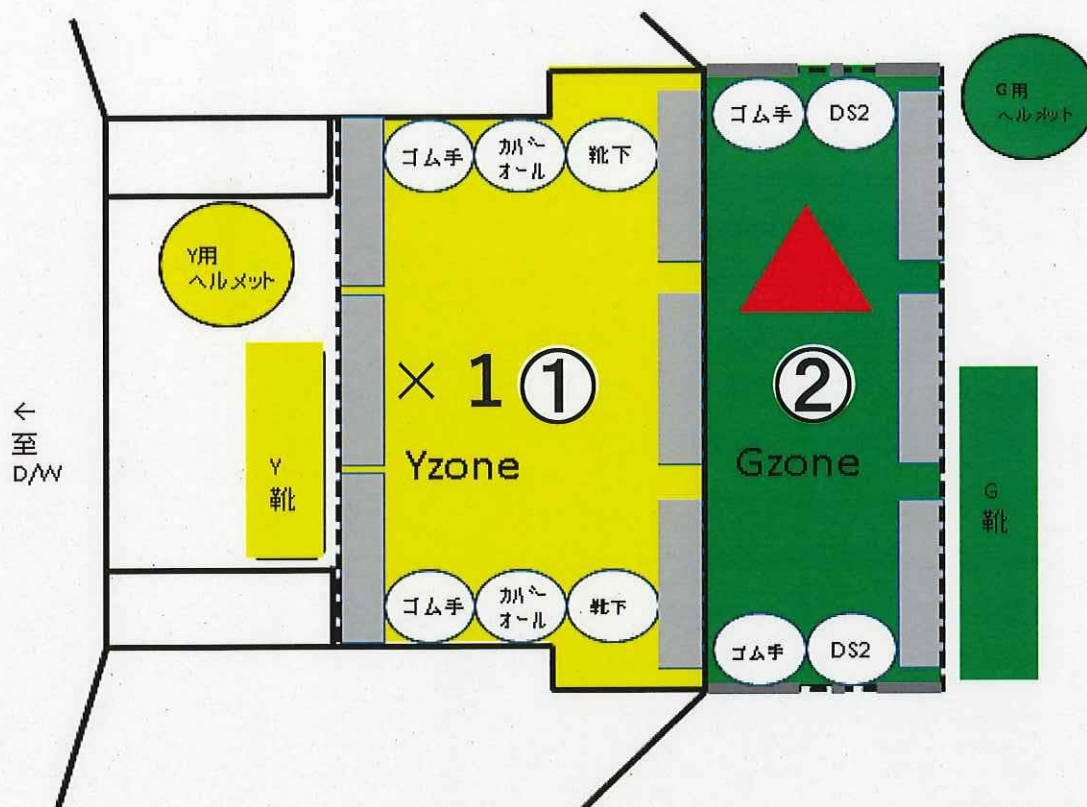 ゴム手
DS2
G用
ヘルメット
ゴム手
カバー
オール
靴下
Y用
ヘルメット
←
至
D/W
× 1
①
②
Yzone
Gzone
Y
靴
G
靴
ゴム手
カバー
オール
靴下
ゴム手
DS2